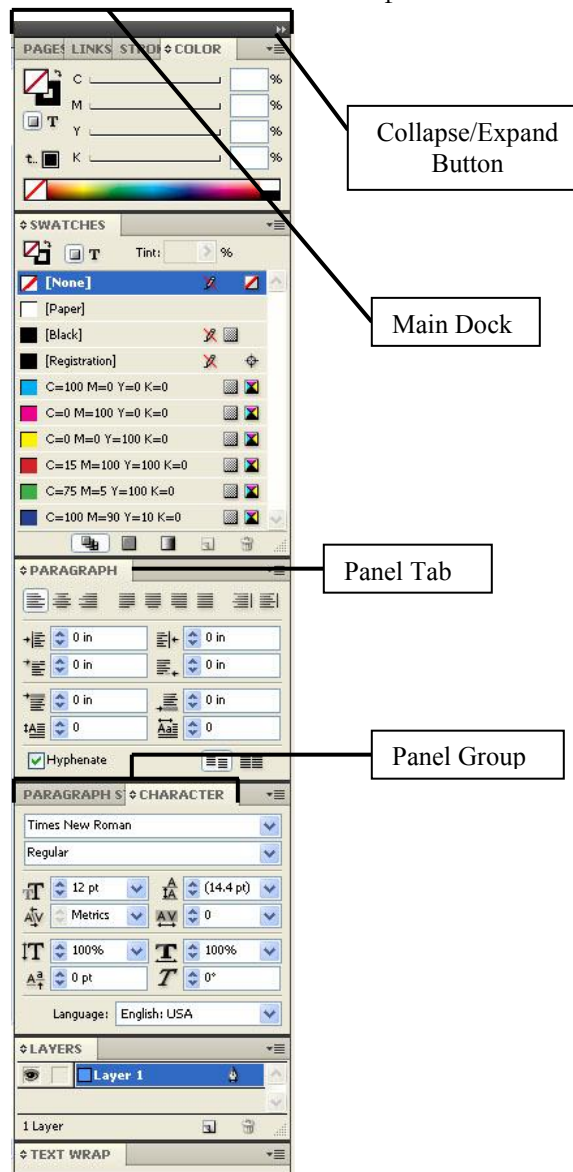 PAGES LINKS STRO COLOR
C %
M %
T Y %
t.. K %
Collapse/Expand
Button
SWATCHES
T Tint: %
[None]
[Paper]
[Black]
Main Dock
[Registration]
C=100 M=0 Y=0 K=0
C=0 M=100 Y=0 K=0
C=0 M=0 Y=100 K=0
C=15 M=100 Y=100 K=0
C=75 M=5 Y=100 K=0
C=100 M=90 Y=10 K=0
PARAGRAPH
Panel Tab
0 in 0 in
0 in 0 in
0 in 0 in
0 0
Hyphenate
Panel Group
PARAGRAPH S CHARACTER
Times New Roman
Regular
12 pt (14.4 pt)
Metrics 0
100% 100%
0 pt 0°
Language: English: USA
LAYERS
Layer 1
1 Layer
TEXT WRAP